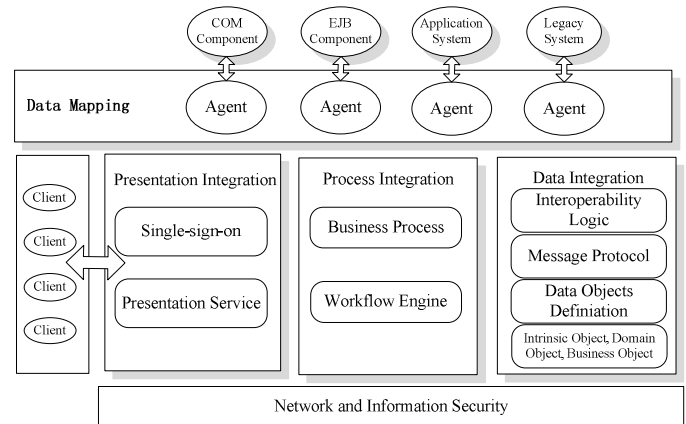 COM
Component
EJB
Component
Application
System
Legacy
System
Data Mapping
Agent
Agent
Agent
Agent
Client
Client
Client
Client
Presentation Integration
Single-sign-on
Presentation Service
Process Integration
Business Process
Workflow Engine
Data Integration
Interoperability
Logic
Message Protocol
Data Objects
Definiation
Intrinsic Object, Domain
Object, Business Object
Network and Information Security